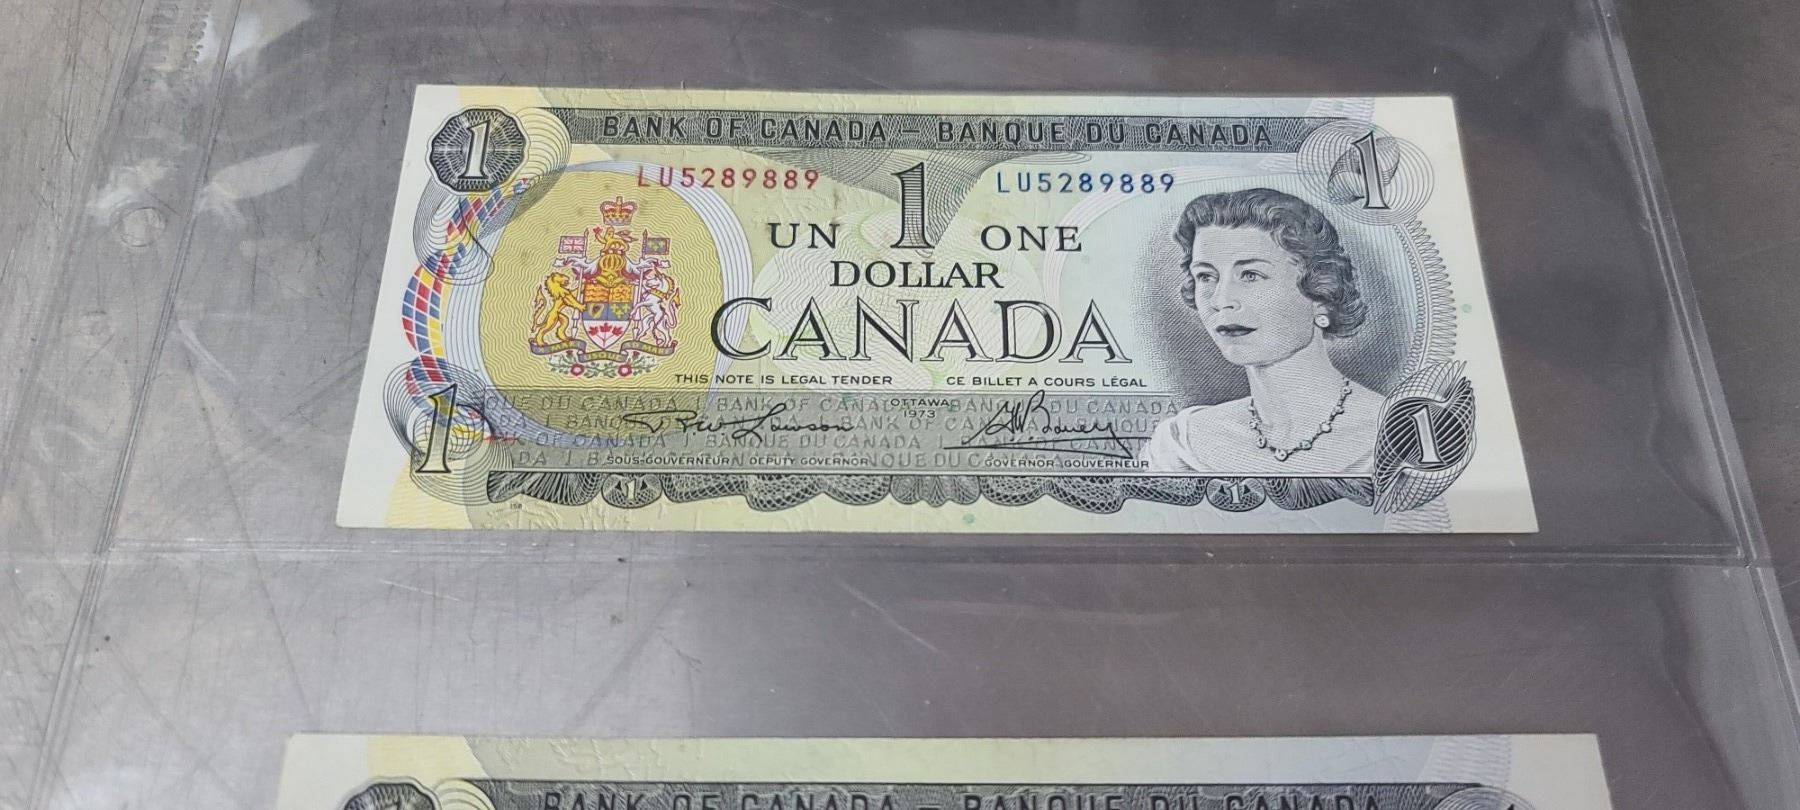 1 BANK OF CANADA – BANQUE DU CANADA 1
LU5289889 LU5289889
UN 1 ONE
DOLLAR
CANADA
THIS NOTE IS LEGAL TENDER CE BILLET A COURS LÉGAL
OTTAWA
1973
SOUS-GOUVERNEUR DEPUTY GOVERNOR GOVERNOR GOUVERNEUR
1 1 1 1
BANK OF CANADA – BANQUE DU CANADA